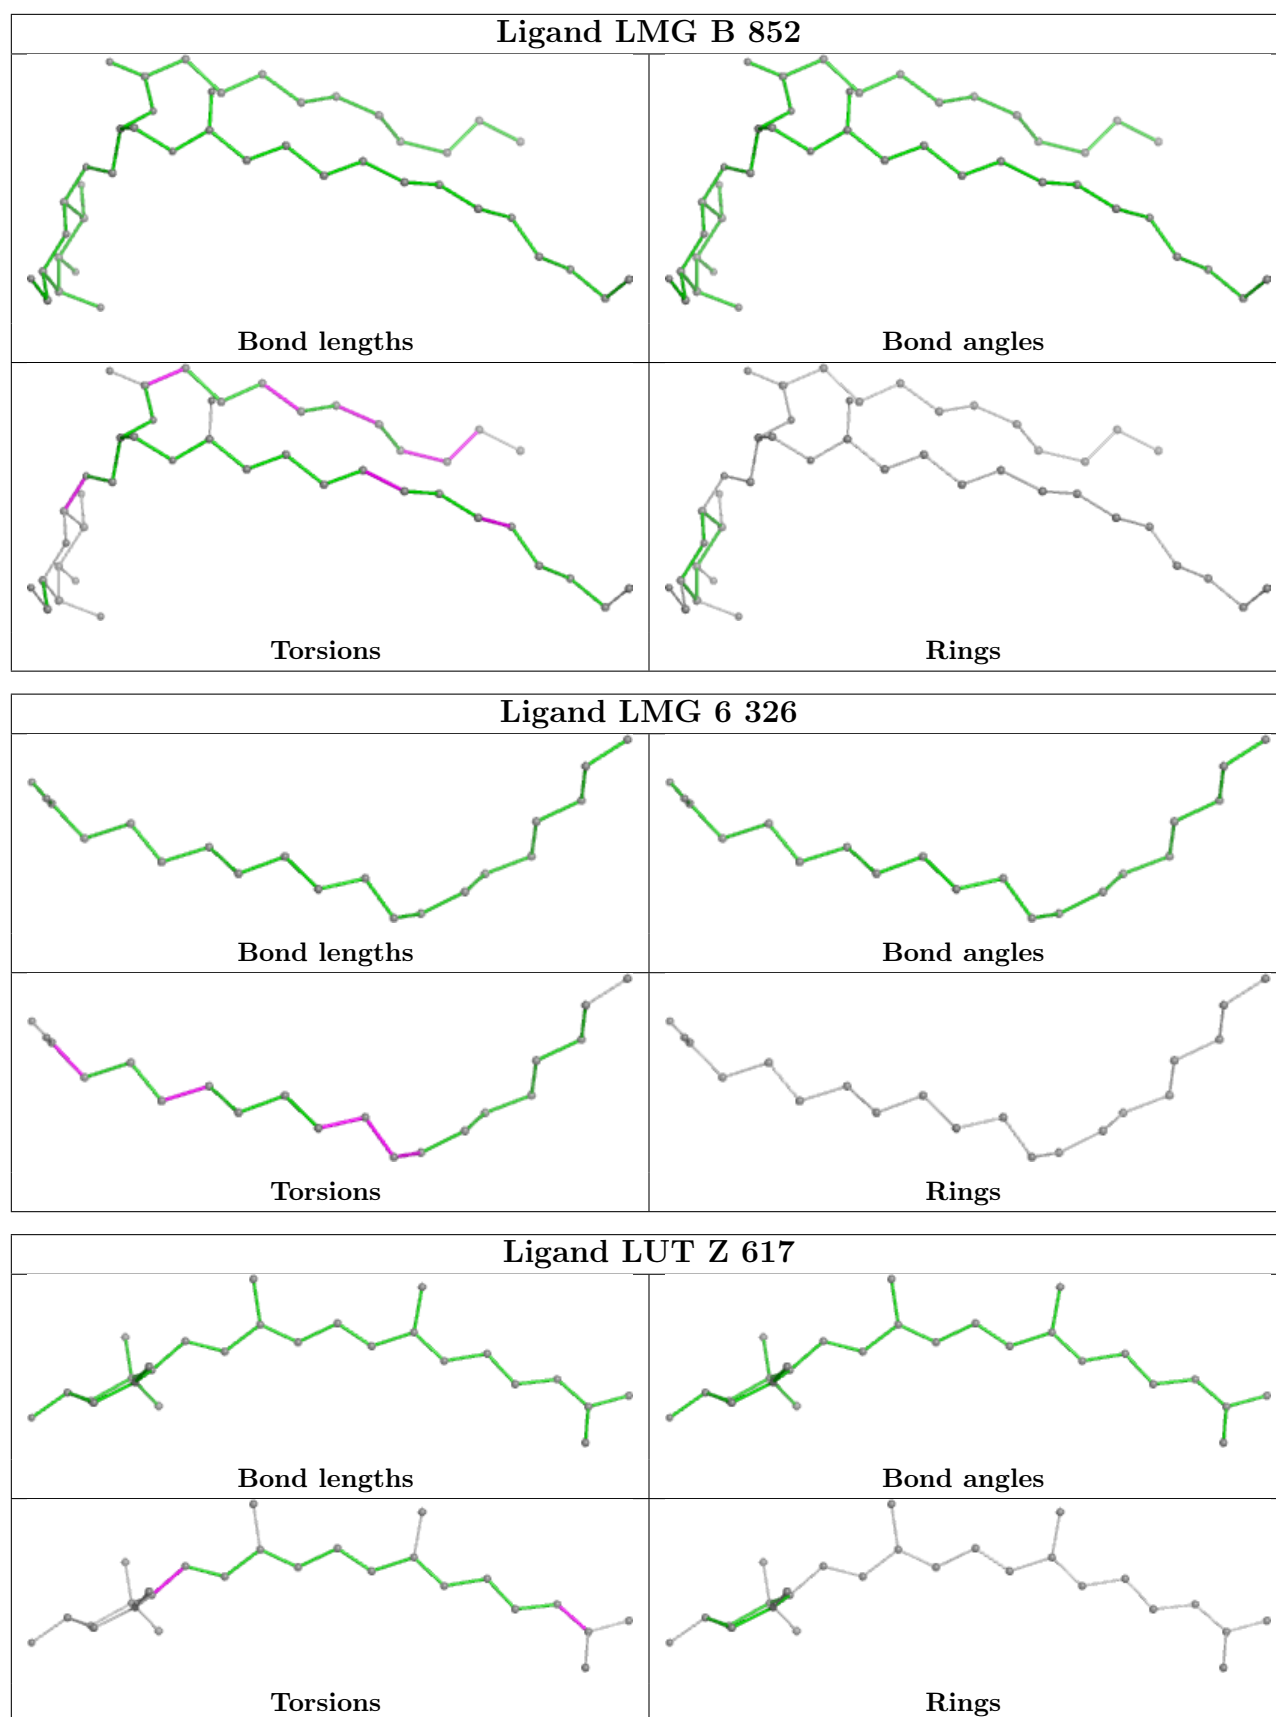 Ligand LMG B 852
Bond lengths
Bond angles
Torsions
Rings
Ligand LMG 6 326
Bond lengths
Bond angles
Torsions
Rings
Ligand LUT Z 617
Bond lengths
Bond angles
Torsions
Rings